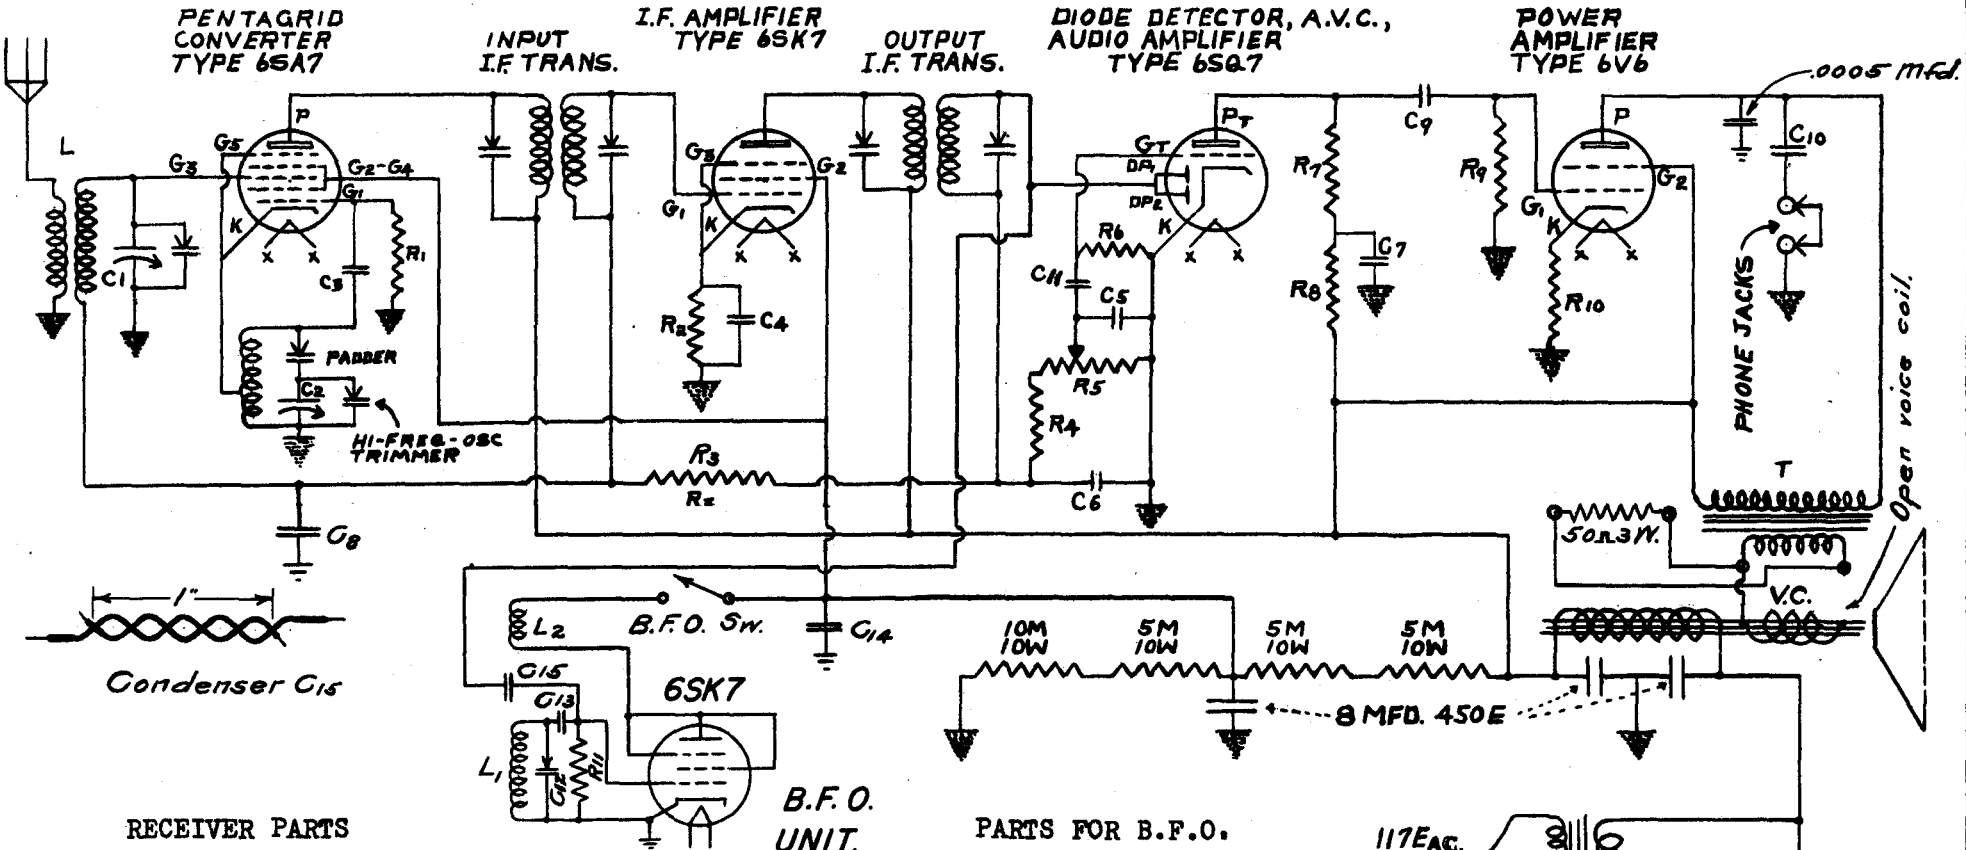 PENTAGRID
CONVERTER
TYPE 6SA7
INPUT
I.F. TRANS.
I.F. AMPLIFIER
TYPE 6SK7
OUTPUT
I.F. TRANS.
DIODE DETECTOR, A.V.C.,
AUDIO AMPLIFIER
TYPE 6SQ7
POWER
AMPLIFIER
TYPE 6V6
.0005 Mfd.
L
G3
G5
P
G2-G4
G1
K
X X
C1
C3
R1
PADDER
C2
HI-FREQ-OSC
TRIMMER
G3
G2
G1
K
X X
R2
C4
R3
R2
C8
PT
GT
DP1
DP2
K
X X
R6
C11
C5
R5
R4
C6
R7
C7
R8
C9
R9
P
G2
G1
K
X X
R10
C10
PHONE JACKS
Open voice coil.
T
50Ω3W.
V.C.
1"
Condenser C15
L2
B.F.O. SW.
C14
10M
10W
5M
10W
5M
10W
5M
10W
8 MFD. 450E
C15
C13
6SK7
L1
C12
R11
B.F.O.
UNIT.
RECEIVER PARTS
PARTS FOR B.F.O.
117E AC.